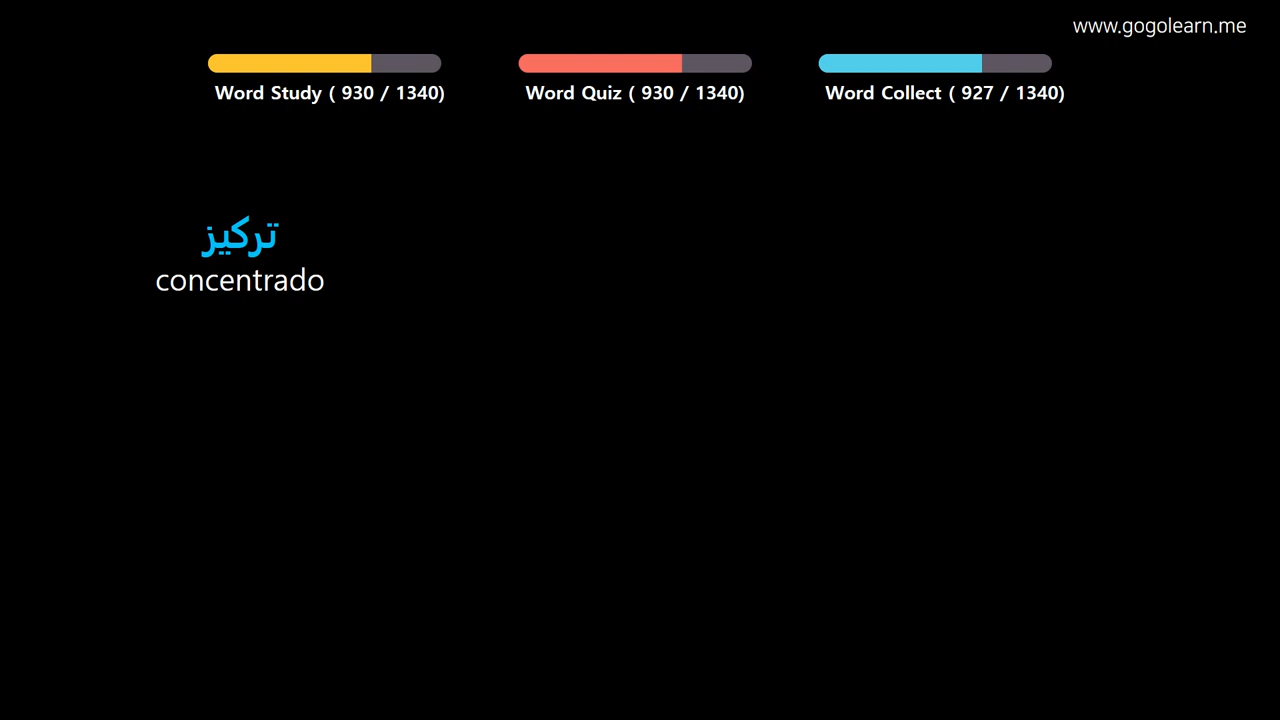 www.gogolearn.me
Word Study ( 930 / 1340)
Word Quiz ( 930 / 1340)
Word Collect ( 927 / 1340)
تركيز
concentrado